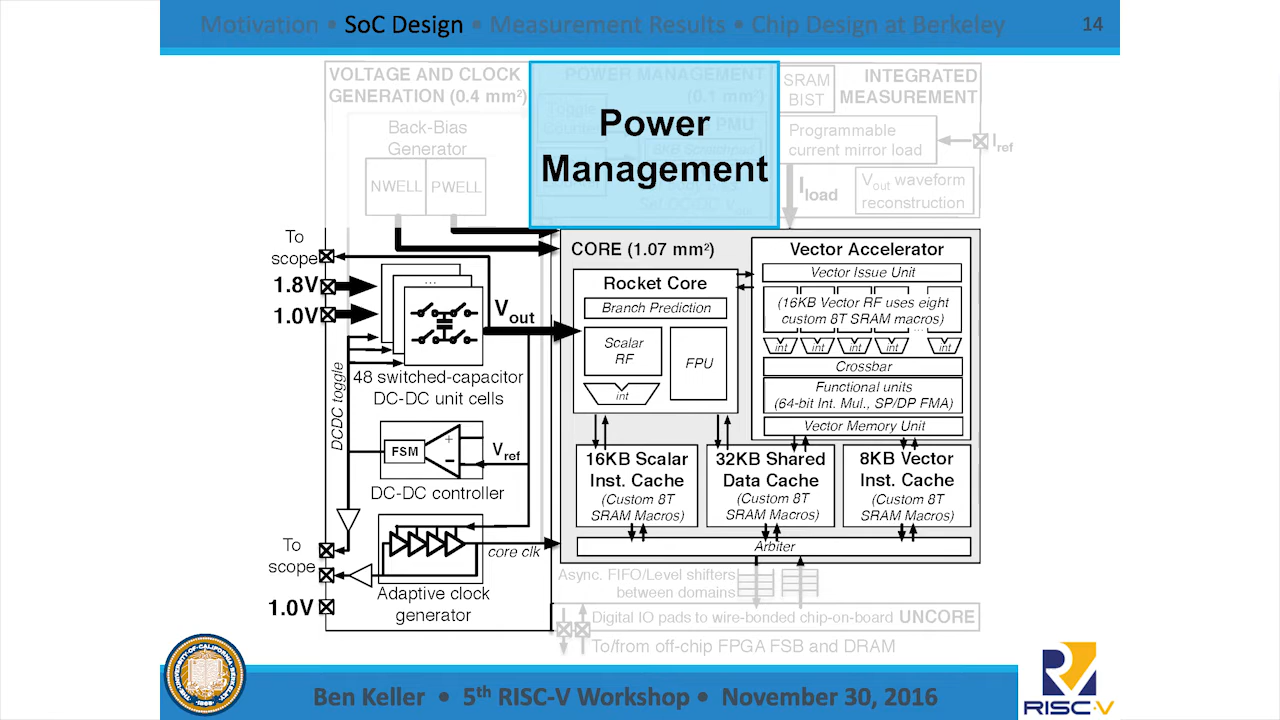 Motivation • SoC Design • Measurement Results • Chip Design at Berkeley
14
VOLTAGE AND CLOCK
GENERATION (0.4 mm²)
POWER MANAGEMENT
(0.1 mm²)
Toggle
PMU
Power
Management
SRAM
BIST
INTEGRATED
MEASUREMENT
Programmable
current mirror load
Iref
Iload
Vout waveform
reconstruction
Back-Bias
Generator
NWELL
PWELL
To
scope
1.8V
1.0V
...
Vout
48 switched-capacitor
DC-DC unit cells
DCDC toggle
FSM
+
-
Vref
DC-DC controller
To
scope
1.0V
core clk
Adaptive clock
generator
CORE (1.07 mm²)
Rocket Core
Branch Prediction
Scalar
RF
FPU
int
Vector Accelerator
Vector Issue Unit
(16KB Vector RF uses eight
custom 8T SRAM macros)
...
int int int int int
Crossbar
Functional units
(64-bit Int. Mul., SP/DP FMA)
Vector Memory Unit
16KB Scalar
Inst. Cache
(Custom 8T
SRAM Macros)
32KB Shared
Data Cache
(Custom 8T
SRAM Macros)
8KB Vector
Inst. Cache
(Custom 8T
SRAM Macros)
Arbiter
Async. FIFO/Level shifters
between domains
Digital IO pads to wire-bonded chip-on-board UNCORE
To/from off-chip FPGA FSB and DRAM
Ben Keller • 5th RISC-V Workshop • November 30, 2016
RISC-V